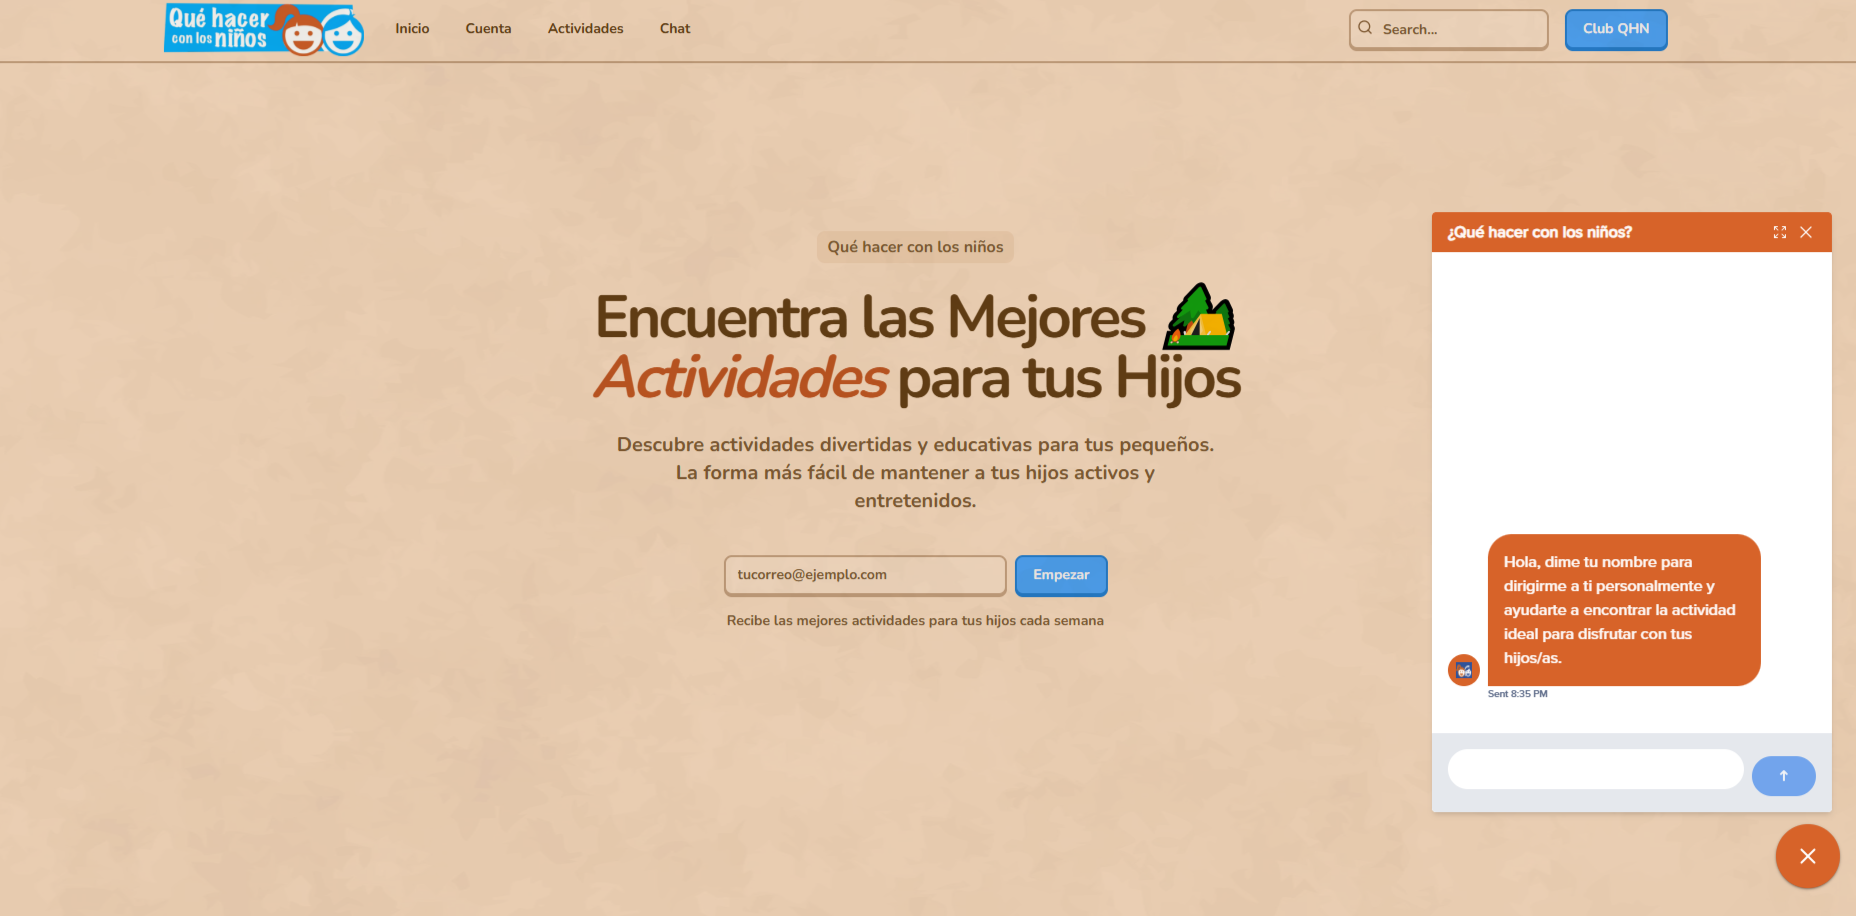 Qué hacer
con los niños
Inicio
Cuenta
Actividades
Chat
Search...
Club QHN
Qué hacer con los niños
Encuentra las Mejores
Actividades para tus Hijos
Descubre actividades divertidas y educativas para tus pequeños.
La forma más fácil de mantener a tus hijos activos y
entretenidos.
tucorreo@ejemplo.com
Empezar
Recibe las mejores actividades para tus hijos cada semana
¿Qué hacer con los niños?
Hola, dime tu nombre para
dirigirme a ti personalmente y
ayudarte a encontrar la actividad
ideal para disfrutar con tus
hijos/as.
Sent 8:35 PM